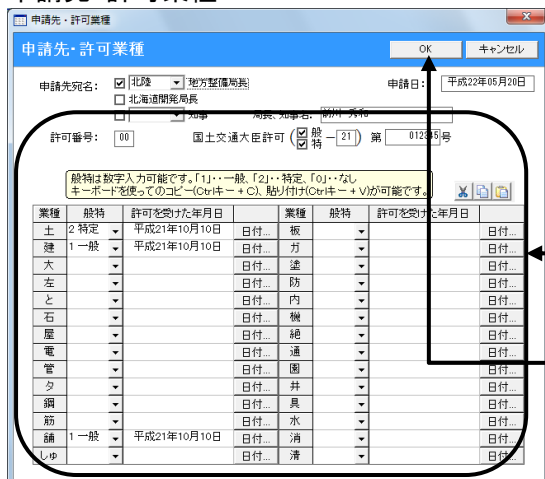 申請先・許可業種
申請先・許可業種
OK キャンセル
申請先宛名: 北陸 地方整備局長 申請日: 平成22年05月20日
北海道開発局長
知事 局長、知事名:
許可番号: 00 国土交通大臣許可 (般 特 - 21) 第 012345 号
般特は数字入力可能です。「1」・・一般、「2」・・特定、「0」・・なし
キーボードを使ってのコピー(Ctrlキー + C)、貼り付け(Ctrlキー + V)が可能です。
業種 般特 許可を受けた年月日 業種 般特 許可を受けた年月日
土 2 特定 平成21年10月10日 日付... 板 日付...
建 1 一般 平成21年10月10日 日付... ガ 日付...
大 日付... 塗 日付...
左 日付... 防 日付...
と 日付... 内 日付...
石 日付... 機 日付...
屋 日付... 絶 日付...
電 日付... 通 日付...
管 日付... 園 日付...
タ 日付... 井 日付...
鋼 日付... 具 日付...
筋 日付... 水 日付...
舗 1 一般 平成21年10月10日 日付... 消 日付...
しゅ 日付... 清 日付...